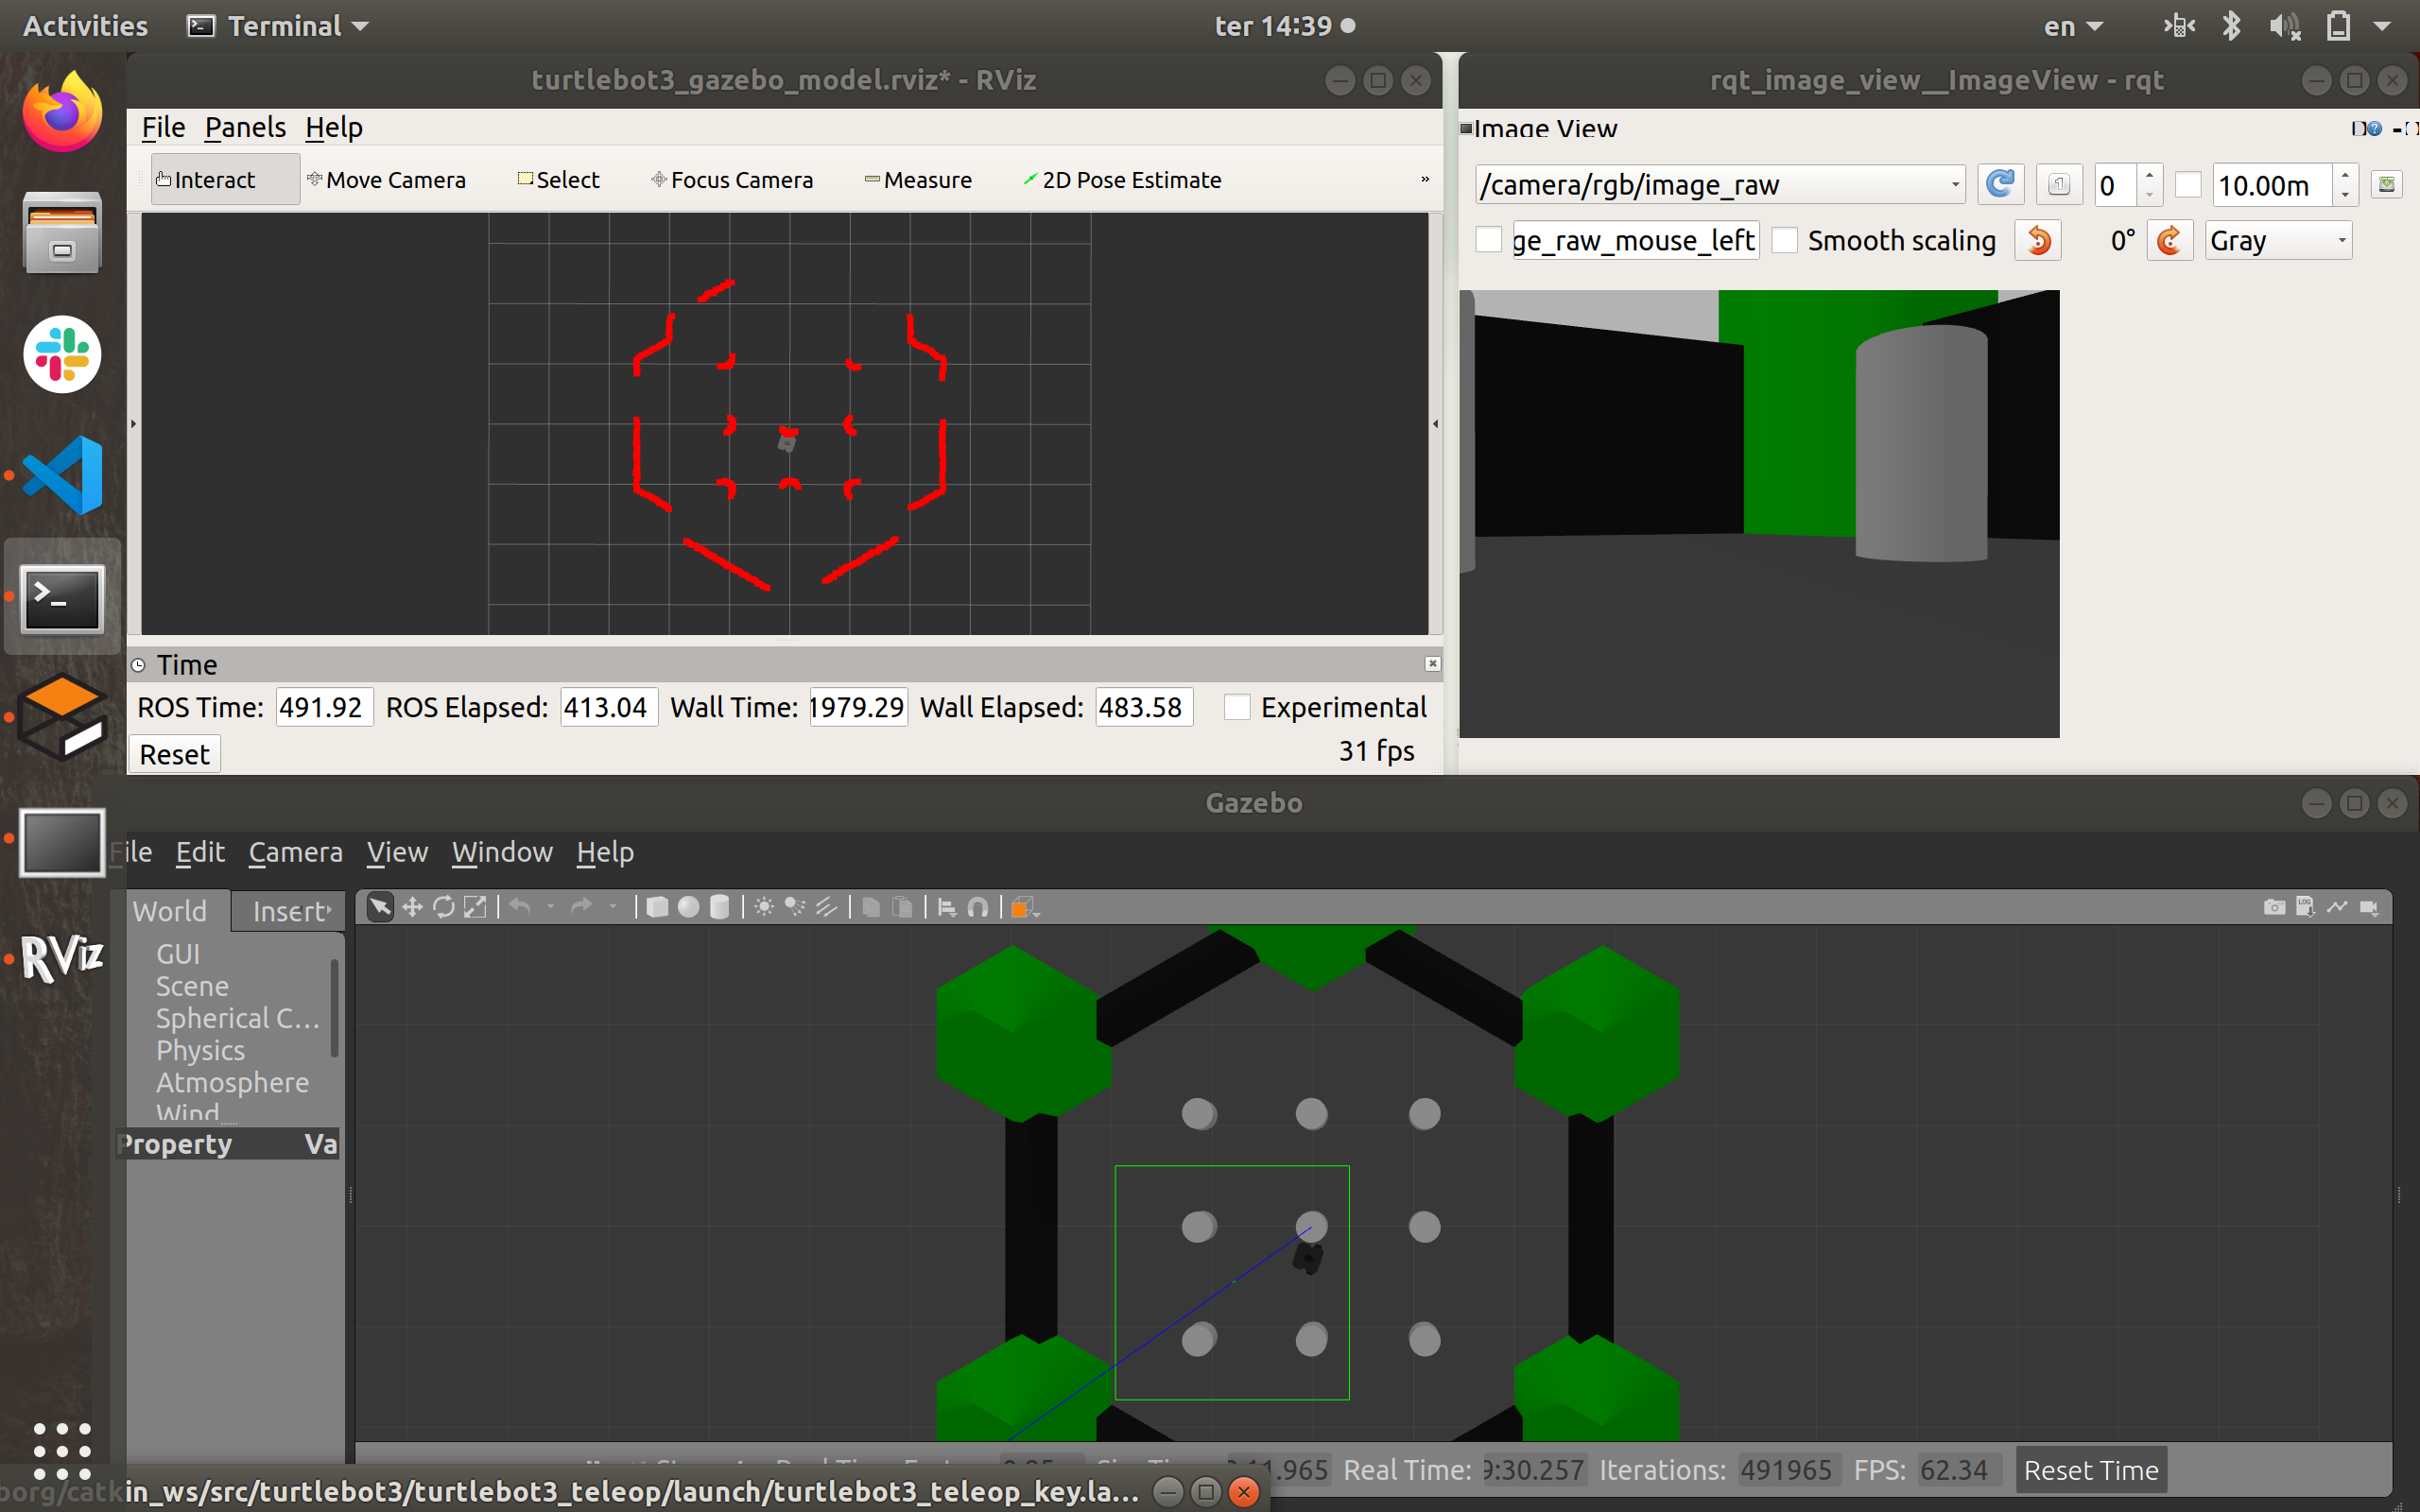 Activities Terminal ter 14:39 en
turtlebot3_gazebo_model.rviz* - RViz
File Panels Help
Interact Move Camera Select Focus Camera Measure 2D Pose Estimate »
Time
ROS Time: 491.92 ROS Elapsed: 413.04 Wall Time: 1979.29 Wall Elapsed: 483.58 Experimental
Reset 31 fps
rqt_image_view__ImageView - rqt
Image View
/camera/rgb/image_raw 1 0 10.00m
ge_raw_mouse_left Smooth scaling 0° Gray
Gazebo
File Edit Camera View Window Help
World Insert
LOG
GUI
Scene
Spherical C...
Physics
Atmosphere
Wind
Property Va
RViz
1.965 Real Time: 9:30.257 Iterations: 491965 FPS: 62.34 Reset Time
borg/catkin_ws/src/turtlebot3/turtlebot3_teleop/launch/turtlebot3_teleop_key.la...